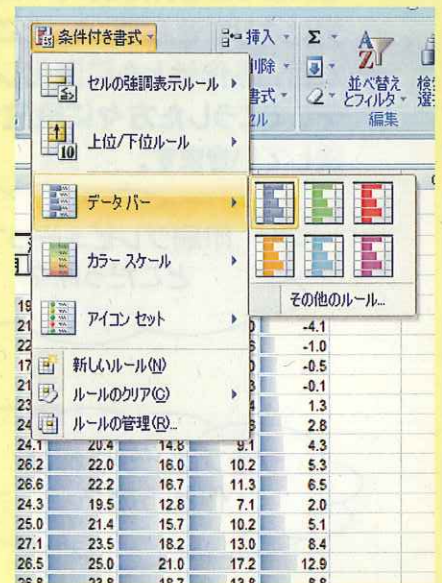 条件付き書式
挿入
Σ
削除
書式
セル
並べ替え
とフィルタ
編集
セルの強調表示ルール
上位/下位ルール
10
データ バー
カラー スケール
アイコン セット
その他のルール...
新しいルール(N)
ルールのクリア(C)
ルールの管理(R)...
-4.1
-1.0
-0.5
-0.1
1.3
2.8
24.1 20.4 14.8 9.1 4.3
26.2 22.0 16.0 10.2 5.3
26.6 22.2 16.7 11.3 6.5
24.3 19.5 12.8 7.1 2.0
25.0 21.4 15.7 10.2 5.1
27.1 23.5 18.2 13.0 8.4
26.5 25.0 21.0 17.2 12.9